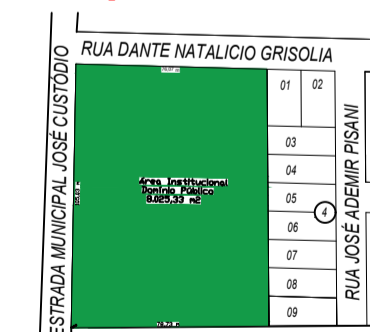 RUA DANTE NATALICIO GRISOLIA
ESTRADA MUNICIPAL JOSÉ CUSTÓDIO
01
02
03
04
05
4
06
07
08
09
Área Institucional
Domínio Público
8.025,33 m2
RUA JOSÉ ADEMIR PISANI